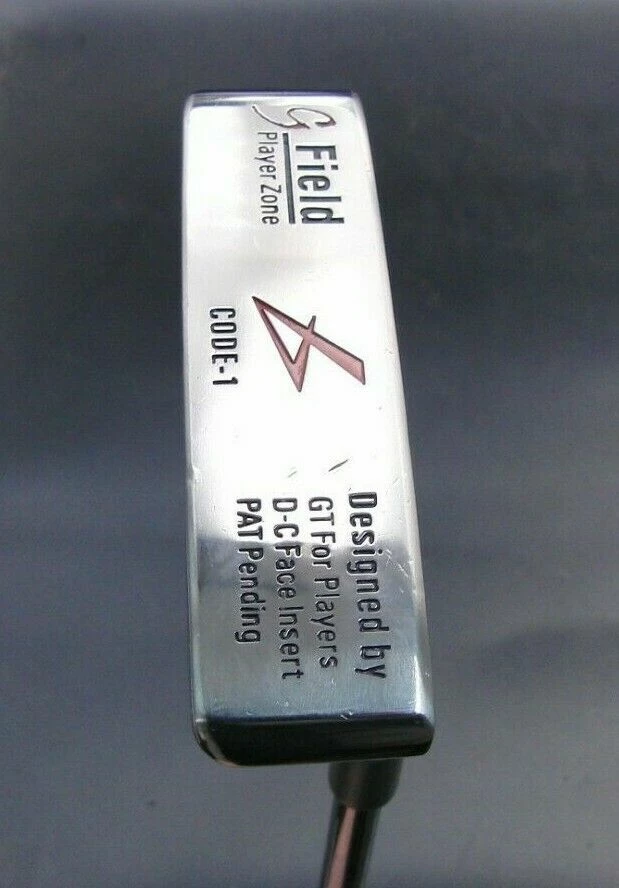 G Field
Player Zone
CODE-1
Designed by
GT For Players
D-C Face Insert
PAT Pending